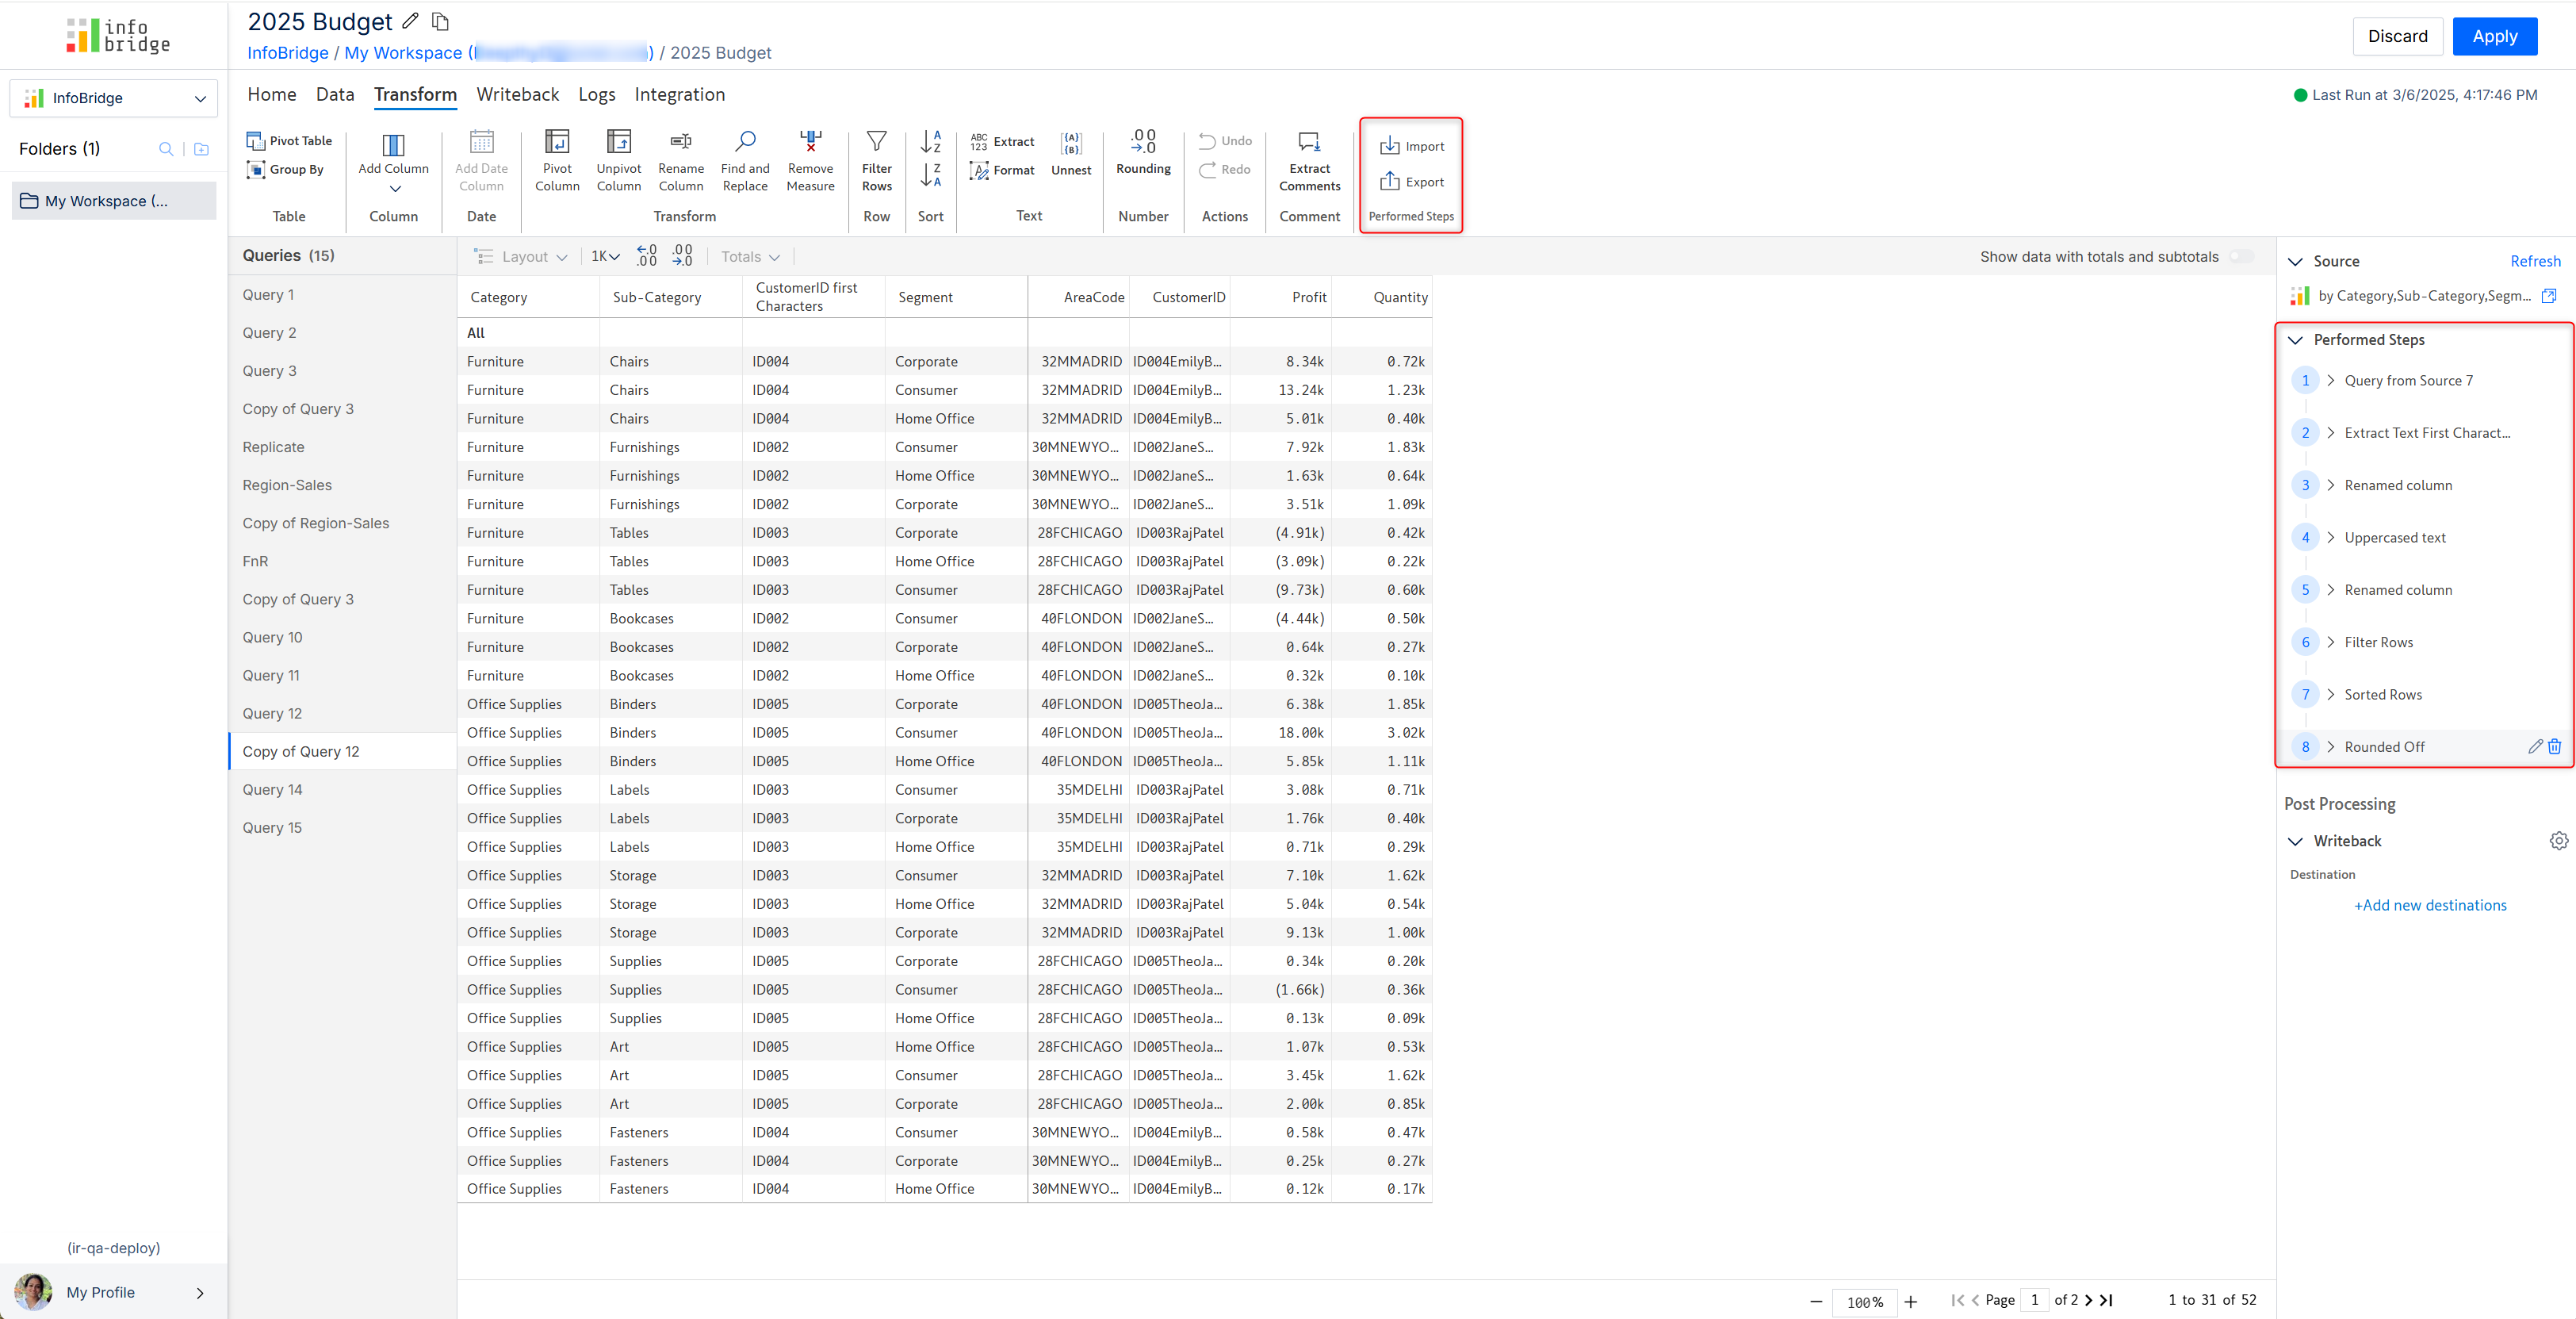 info
bridge
2025 Budget
InfoBridge / My Workspace ( ) / 2025 Budget
Discard
Apply
InfoBridge
Home Data Transform Writeback Logs Integration
Last Run at 3/6/2025, 4:17:46 PM
Folders (1)
My Workspace (...
Pivot Table
Group By
Table
Add Column
Column
Add Date
Column
Date
Pivot
Column
Unpivot
Column
Rename
Column
Find and
Replace
Remove
Measure
Transform
Filter
Rows
Row
Sort
Extract
Format
Unnest
Text
Rounding
Number
Undo
Redo
Actions
Extract
Comments
Comment
Import
Export
Performed Steps
Queries (15)
Query 1
Query 2
Query 3
Copy of Query 3
Replicate
Region-Sales
Copy of Region-Sales
FnR
Copy of Query 3
Query 10
Query 11
Query 12
Copy of Query 12
Query 14
Query 15
Layout 1K Totals
Show data with totals and subtotals
Category Sub-Category CustomerID first Characters Segment AreaCode CustomerID Profit Quantity
All
Furniture Chairs ID004 Corporate 32MMADRID ID004EmilyB... 8.34k 0.72k
Furniture Chairs ID004 Consumer 32MMADRID ID004EmilyB... 13.24k 1.23k
Furniture Chairs ID004 Home Office 32MMADRID ID004EmilyB... 5.01k 0.40k
Furniture Furnishings ID002 Consumer 30MNEWYO... ID002JaneS... 7.92k 1.83k
Furniture Furnishings ID002 Home Office 30MNEWYO... ID002JaneS... 1.63k 0.64k
Furniture Furnishings ID002 Corporate 30MNEWYO... ID002JaneS... 3.51k 1.09k
Furniture Tables ID003 Corporate 28FCHICAGO ID003RajPatel (4.91k) 0.42k
Furniture Tables ID003 Home Office 28FCHICAGO ID003RajPatel (3.09k) 0.22k
Furniture Tables ID003 Consumer 28FCHICAGO ID003RajPatel (9.73k) 0.60k
Furniture Bookcases ID002 Consumer 40FLONDON ID002JaneS... (4.44k) 0.50k
Furniture Bookcases ID002 Corporate 40FLONDON ID002JaneS... 0.64k 0.27k
Furniture Bookcases ID002 Home Office 40FLONDON ID002JaneS... 0.32k 0.10k
Office Supplies Binders ID005 Corporate 40FLONDON ID005TheoJa... 6.38k 1.85k
Office Supplies Binders ID005 Consumer 40FLONDON ID005TheoJa... 18.00k 3.02k
Office Supplies Binders ID005 Home Office 40FLONDON ID005TheoJa... 5.85k 1.11k
Office Supplies Labels ID003 Consumer 35MDELHI ID003RajPatel 3.08k 0.71k
Office Supplies Labels ID003 Corporate 35MDELHI ID003RajPatel 1.76k 0.40k
Office Supplies Labels ID003 Home Office 35MDELHI ID003RajPatel 0.71k 0.29k
Office Supplies Storage ID003 Consumer 32MMADRID ID003RajPatel 7.10k 1.62k
Office Supplies Storage ID003 Home Office 32MMADRID ID003RajPatel 5.04k 0.54k
Office Supplies Storage ID003 Corporate 32MMADRID ID003RajPatel 9.13k 1.00k
Office Supplies Supplies ID005 Corporate 28FCHICAGO ID005TheoJa... 0.34k 0.20k
Office Supplies Supplies ID005 Consumer 28FCHICAGO ID005TheoJa... (1.66k) 0.36k
Office Supplies Supplies ID005 Home Office 28FCHICAGO ID005TheoJa... 0.13k 0.09k
Office Supplies Art ID005 Home Office 28FCHICAGO ID005TheoJa... 1.07k 0.53k
Office Supplies Art ID005 Consumer 28FCHICAGO ID005TheoJa... 3.45k 1.62k
Office Supplies Art ID005 Corporate 28FCHICAGO ID005TheoJa... 2.00k 0.85k
Office Supplies Fasteners ID004 Consumer 30MNEWYO... ID004EmilyB... 0.58k 0.47k
Office Supplies Fasteners ID004 Corporate 30MNEWYO... ID004EmilyB... 0.25k 0.27k
Office Supplies Fasteners ID004 Home Office 30MNEWYO... ID004EmilyB... 0.12k 0.17k
Source Refresh
by Category,Sub-Category,Segm...
Performed Steps
1 Query from Source 7
2 Extract Text First Charact...
3 Renamed column
4 Uppercased text
5 Renamed column
6 Filter Rows
7 Sorted Rows
8 Rounded Off
Post Processing
Writeback
Destination
+Add new destinations
(ir-qa-deploy)
My Profile
100% Page 1 of 2 1 to 31 of 52